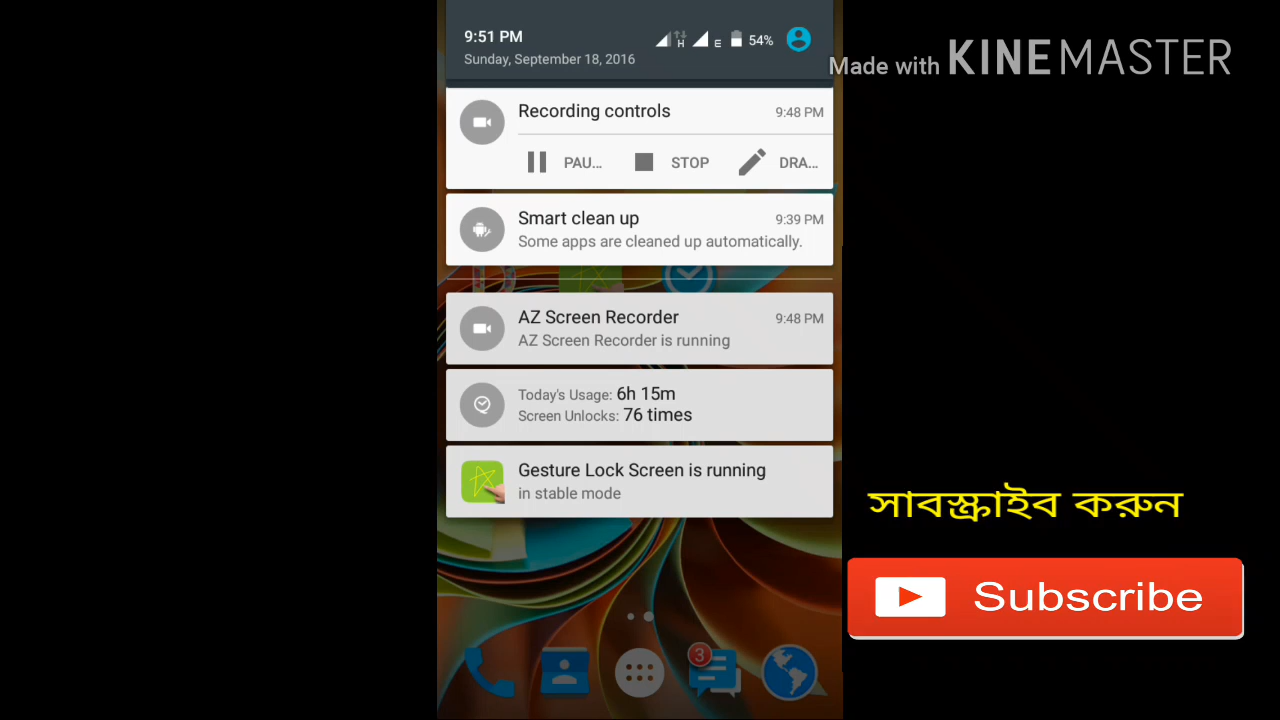 9:51 PM
Sunday, September 18, 2016
H
E
54%
Made with KINEMASTER
Recording controls
9:48 PM
PAU...
STOP
DRA...
Smart clean up
9:39 PM
Some apps are cleaned up automatically.
AZ Screen Recorder
9:48 PM
AZ Screen Recorder is running
Today's Usage: 6h 15m
Screen Unlocks: 76 times
Gesture Lock Screen is running
in stable mode
সাবস্ক্রাইব করুন
Subscribe
3